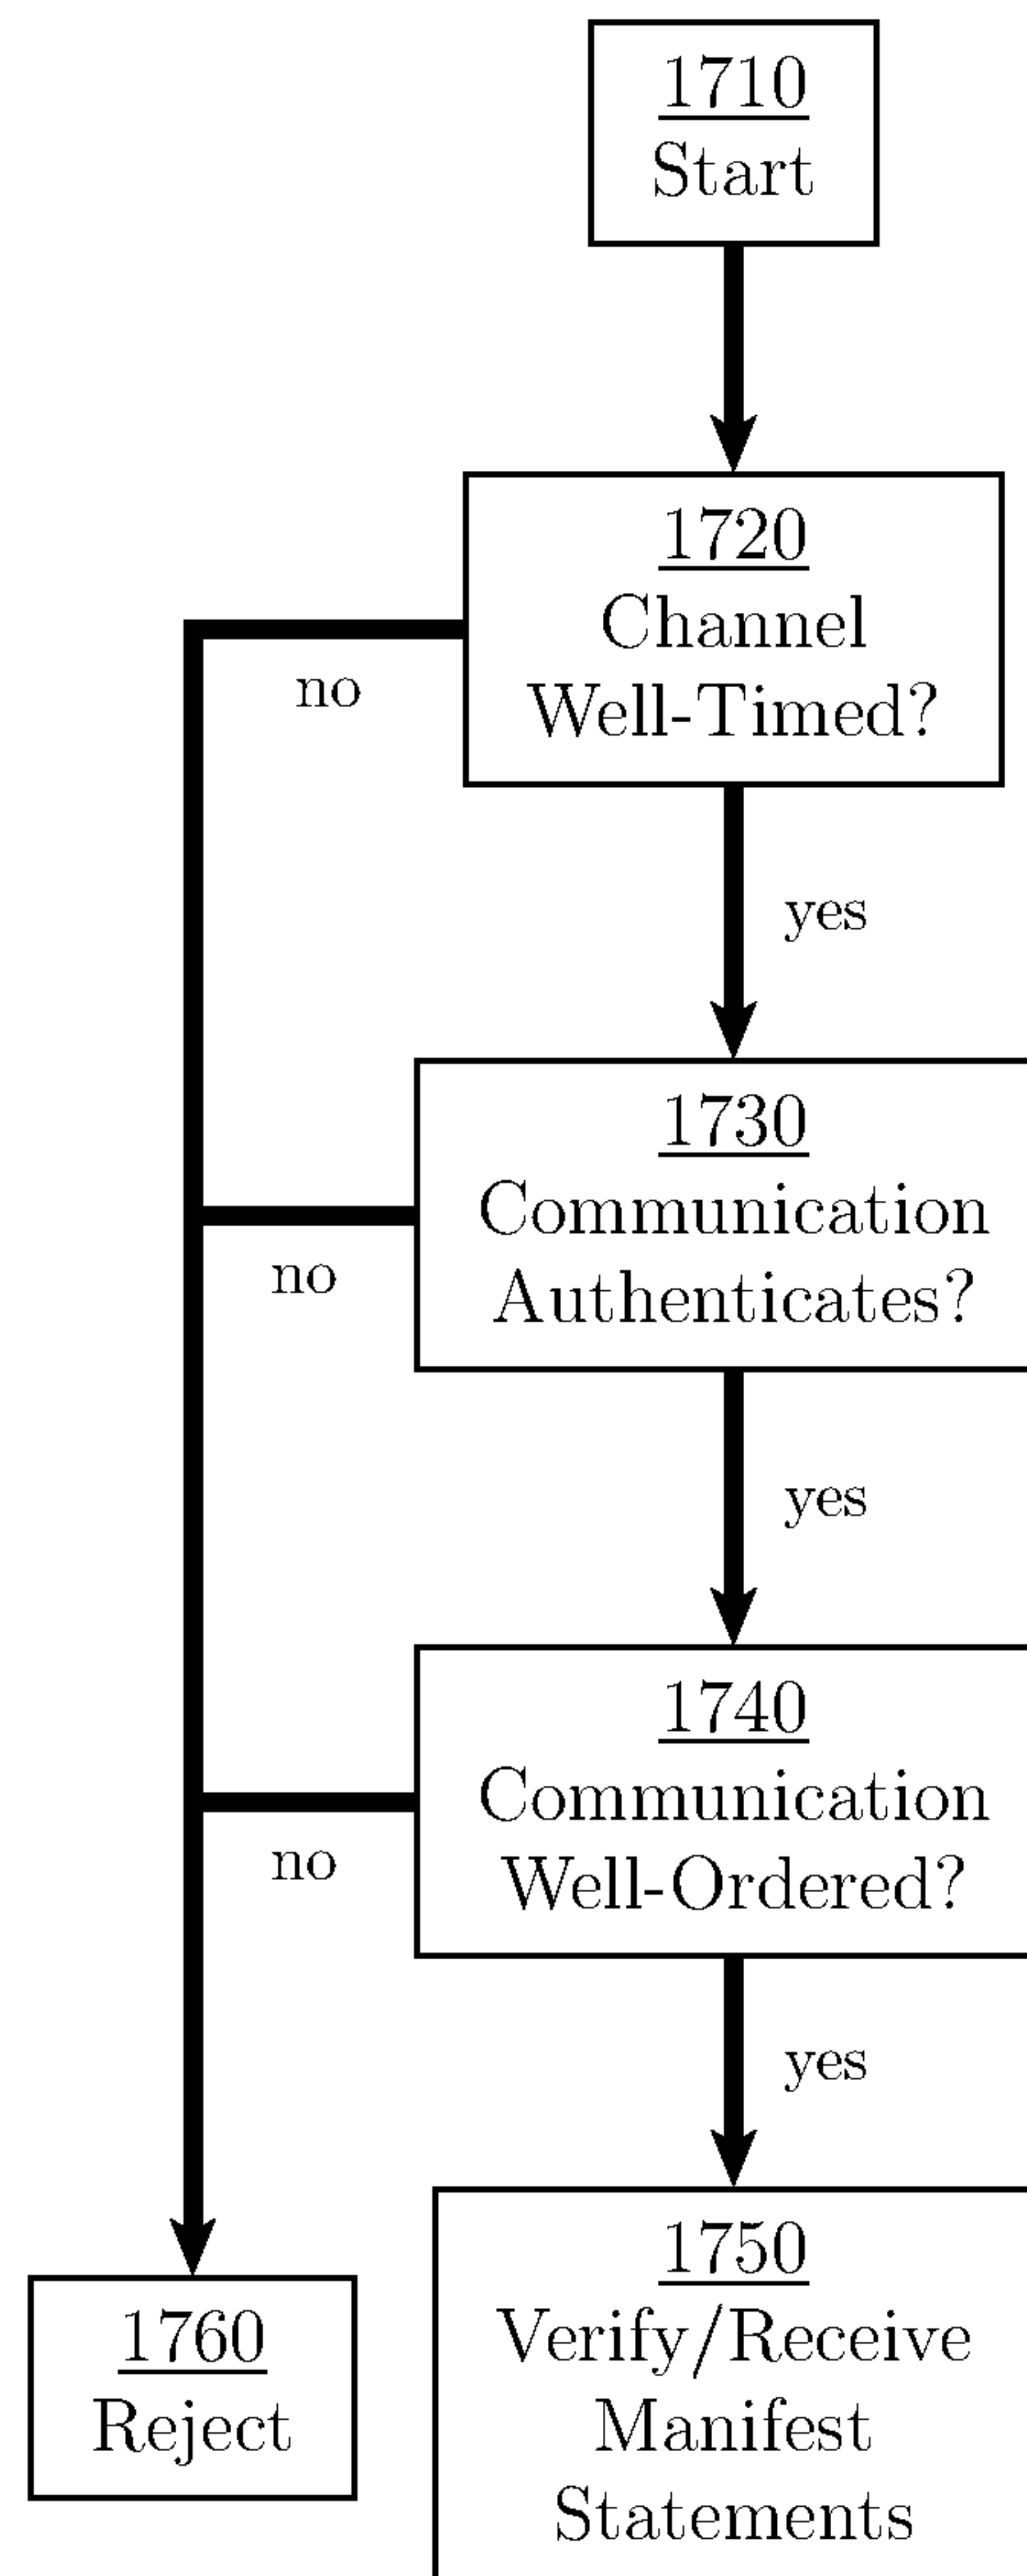 1710
Start
1720
Channel
Well-Timed?
no
yes
1730
Communication
Authenticates?
no
yes
1740
Communication
Well-Ordered?
no
yes
1750
Verify/Receive
Manifest
Statements
1760
Reject